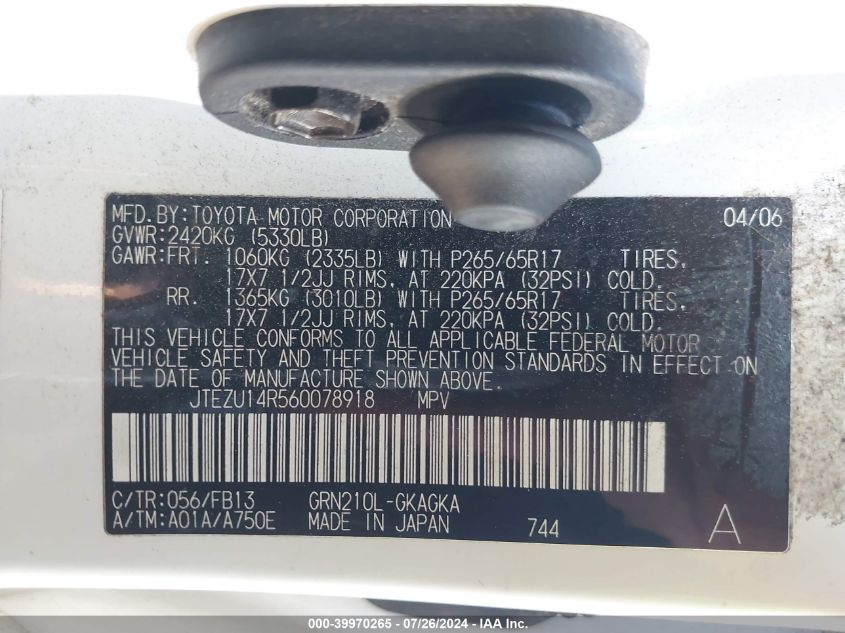 MFD.BY:TOYOTA MOTOR CORPORATION 04/06
GVWR:2420KG (5330LB)
GAWR:FRT. 1060KG (2335LB) WITH P265/65R17 TIRES,
17X7 1/2JJ RIMS, AT 220KPA (32PSI) COLD.
RR. 1365KG (3010LB) WITH P265/65R17 TIRES,
17X7 1/2JJ RIMS, AT 220KPA (32PSI) COLD.
THIS VEHICLE CONFORMS TO ALL APPLICABLE FEDERAL MOTOR
VEHICLE SAFETY AND THEFT PREVENTION STANDARDS IN EFFECT ON
THE DATE OF MANUFACTURE SHOWN ABOVE.
JTEZU14R560078918 MPV
C/TR:056/FB13 GRN210L-GKAGKA
A/TM:A01A/A750E MADE IN JAPAN 744 A
000-39970265 - 07/26/2024 - IAA Inc.